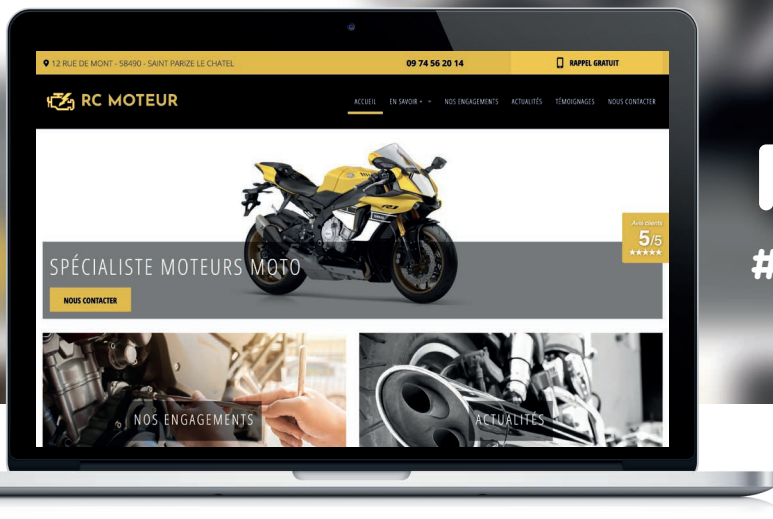 12 RUE DE MONT - 58490 - SAINT PARIZE LE CHATEL
09 74 56 20 14
RAPPEL GRATUIT
RC MOTEUR
ACCUEIL
EN SAVOIR +
NOS ENGAGEMENTS
ACTUALITÉS
TÉMOIGNAGES
NOUS CONTACTER
R1
Avis clients
5/5
SPÉCIALISTE MOTEURS MOTO
NOUS CONTACTER
NOS ENGAGEMENTS
ACTUALITÉS
#